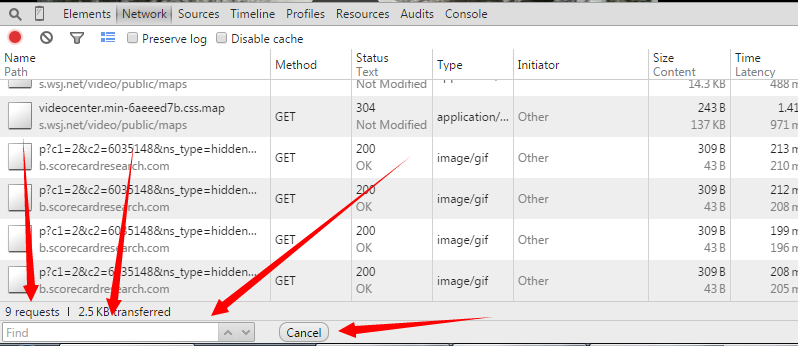 Elements Network Sources Timeline Profiles Resources Audits Console
Preserve log Disable cache
Name Method Status Type Initiator Size Time
Path Text Content Latency
s.wsj.net/video/public/maps Not Modified 14.3 KB 488 m
videocenter.min-6aeeed7b.css.map GET 304 application/... Other 243 B 1.41
s.wsj.net/video/public/maps Not Modified 137 KB 971 m
p?c1=2&c2=6035148&ns_type=hidden... GET 200 image/gif Other 309 B 213 m
b.scorecardresearch.com OK 43 B 210 m
p?c1=2&c2=6035148&ns_type=hidden... GET 200 image/gif Other 309 B 212 m
b.scorecardresearch.com OK 43 B 208 m
p?c1=2&c2=6035148&ns_type=hidden... GET 200 image/gif Other 309 B 199 m
b.scorecardresearch.com OK 43 B 196 m
p?c1=2&c2=6035148&ns_type=hidden... GET 200 image/gif Other 309 B 208 m
b.scorecardresearch.com OK 43 B 205 m
9 requests | 2.5 KB transferred
Find Cancel